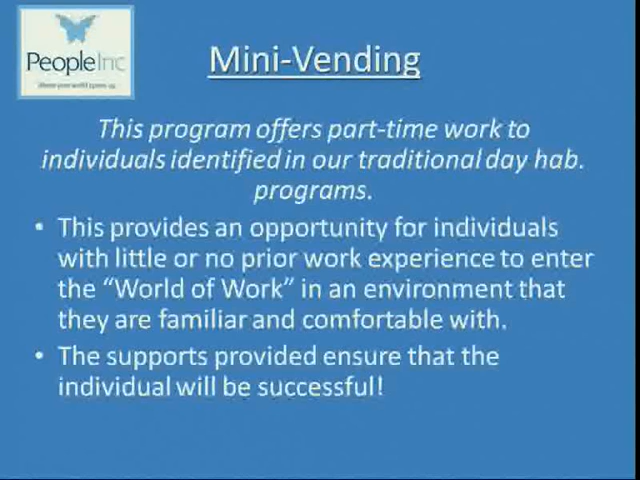 PeopleInc
Mini-Vending
This program offers part-time work to
individuals identified in our traditional day hab.
programs.
• This provides an opportunity for individuals
with little or no prior work experience to enter
the “World of Work” in an environment that
they are familiar and comfortable with.
• The supports provided ensure that the
individual will be successful!